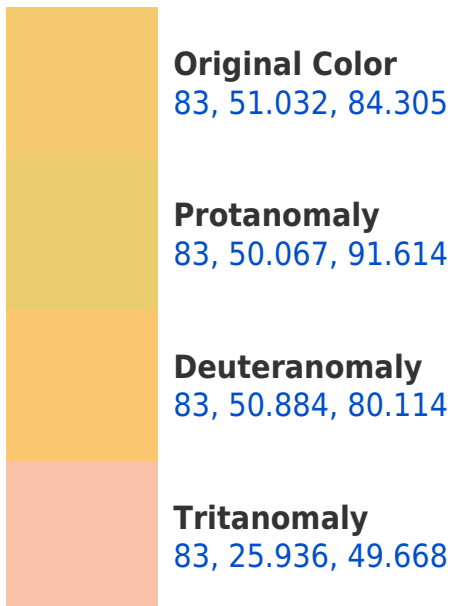 Original Color
83, 51.032, 84.305
Protanomaly
83, 50.067, 91.614
Deuteranomaly
83, 50.884, 80.114
Tritanomaly
83, 25.936, 49.668